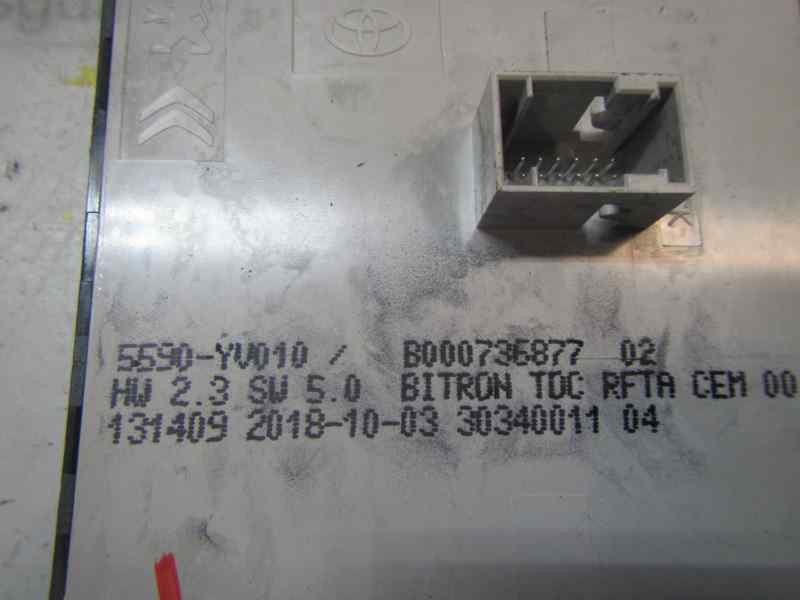 5590-YV010 / B000736877 02
HW 2.3 SW 5.0 BITRON TDC RFTA CEM 00
131409 2018-10-03 30340011 04